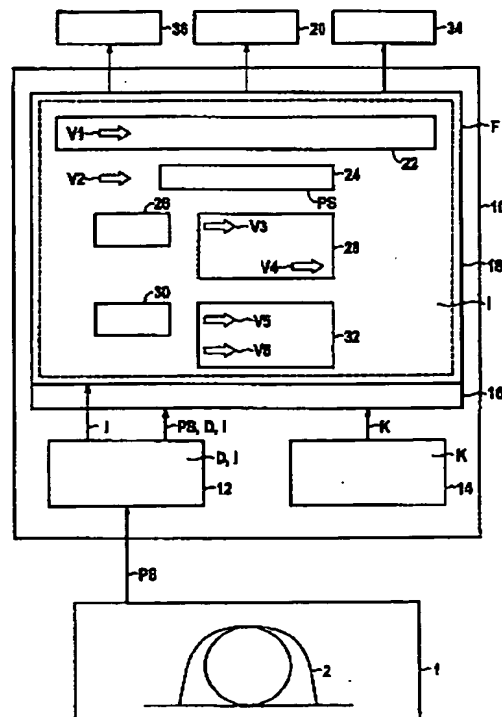 36 20 34
F
V1
22
10
V2 24
PS
18
26
V3
28
V4
I
30
V5
32
V6
16
I PS, D, I K
D, I K
12 14
PS
2 1